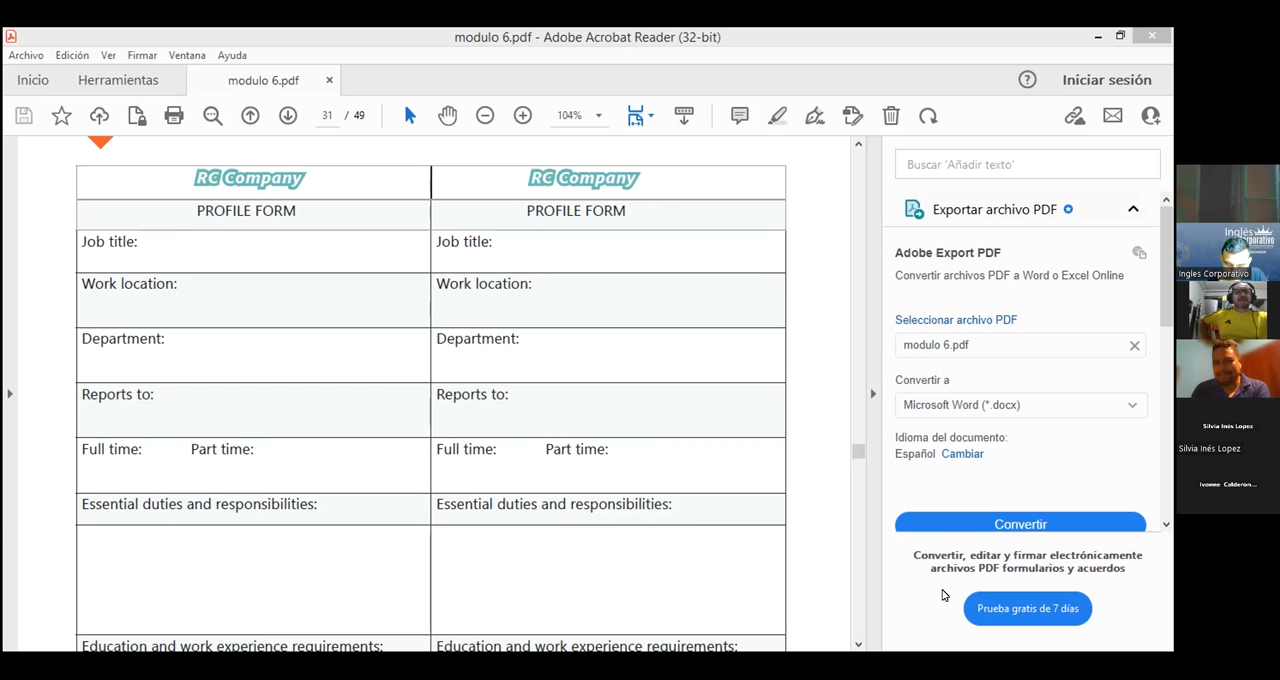 modulo 6.pdf - Adobe Acrobat Reader (32-bit)
Archivo Edición Ver Firmar Ventana Ayuda
Inicio Herramientas modulo 6.pdf × Iniciar sesión
31 / 49 104%
RC Company RC Company
PROFILE FORM PROFILE FORM
Job title: Job title:
Work location: Work location:
Department: Department:
Reports to: Reports to:
Full time: Part time: Full time: Part time:
Essential duties and responsibilities: Essential duties and responsibilities:
Education and work experience requirements: Education and work experience requirements:
Buscar 'Añadir texto'
Exportar archivo PDF
Adobe Export PDF
Convertir archivos PDF a Word o Excel Online
Seleccionar archivo PDF
modulo 6.pdf
Convertir a
Microsoft Word (*.docx)
Idioma del documento:
Español Cambiar
Convertir
Convertir, editar y firmar electrónicamente
archivos PDF formularios y acuerdos
Prueba gratis de 7 días
Inglés
Corporativo
Ingles Corporativo
Silvia Inés Lopez
Silvia Inés Lopez
Ivonne Calderon...